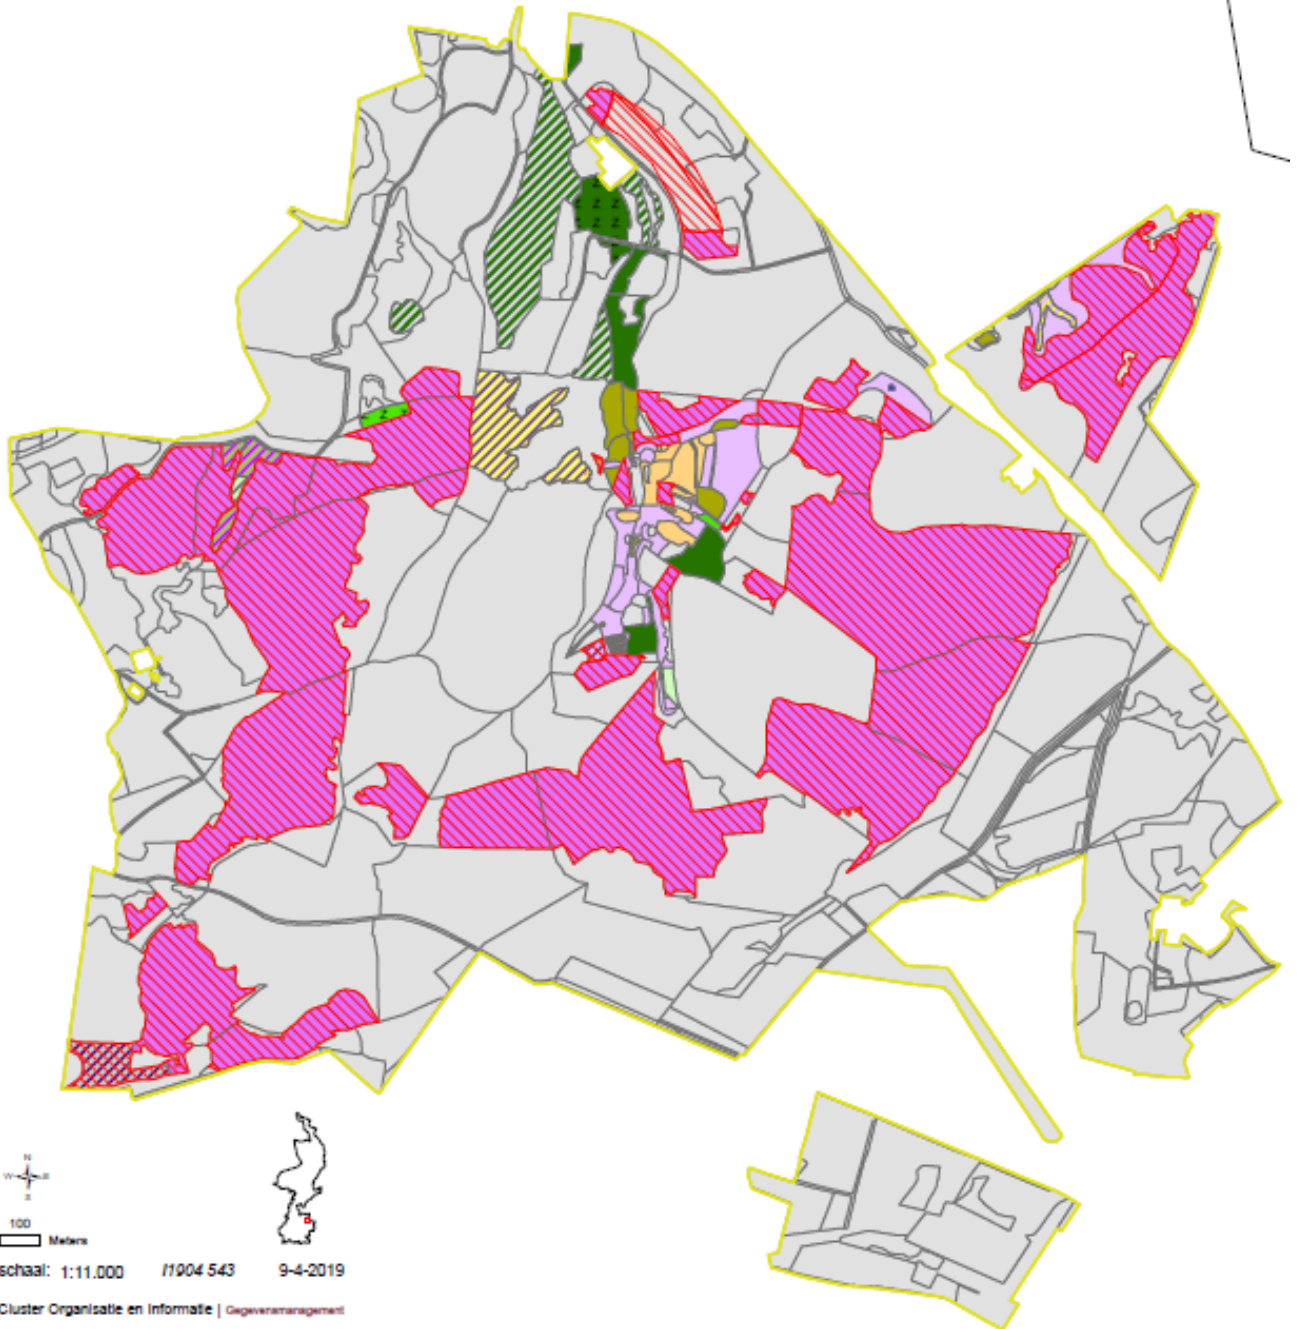 Z
Z Z
Z Z
Z
N
W E
S
100
Meters
schaal: 1:11.000 I1904 543 9-4-2019
Cluster Organisatie en Informatie | Gegevensmanagement